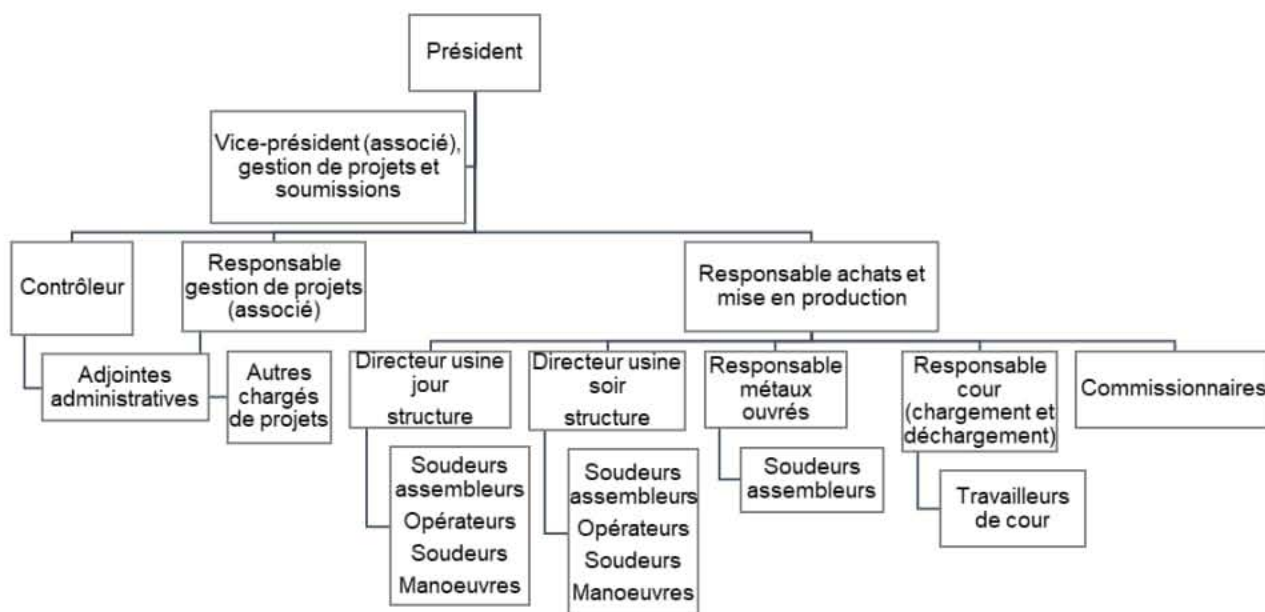 Président
Vice-président (associé),
gestion de projets et
soumissions
Contrôleur
Responsable
gestion de projets
(associé)
Responsable achats et
mise en production
Adjointes
administratives
Autres
chargés
de projets
Directeur usine
jour
structure
Directeur usine
soir
structure
Responsable
métaux
ouvrés
Responsable
cour
(chargement et
déchargement)
Commissionnaires
Soudeurs
assembleurs
Opérateurs
Soudeurs
Manoeuvres
Soudeurs
assembleurs
Opérateurs
Soudeurs
Manoeuvres
Soudeurs
assembleurs
Travailleurs
de cour